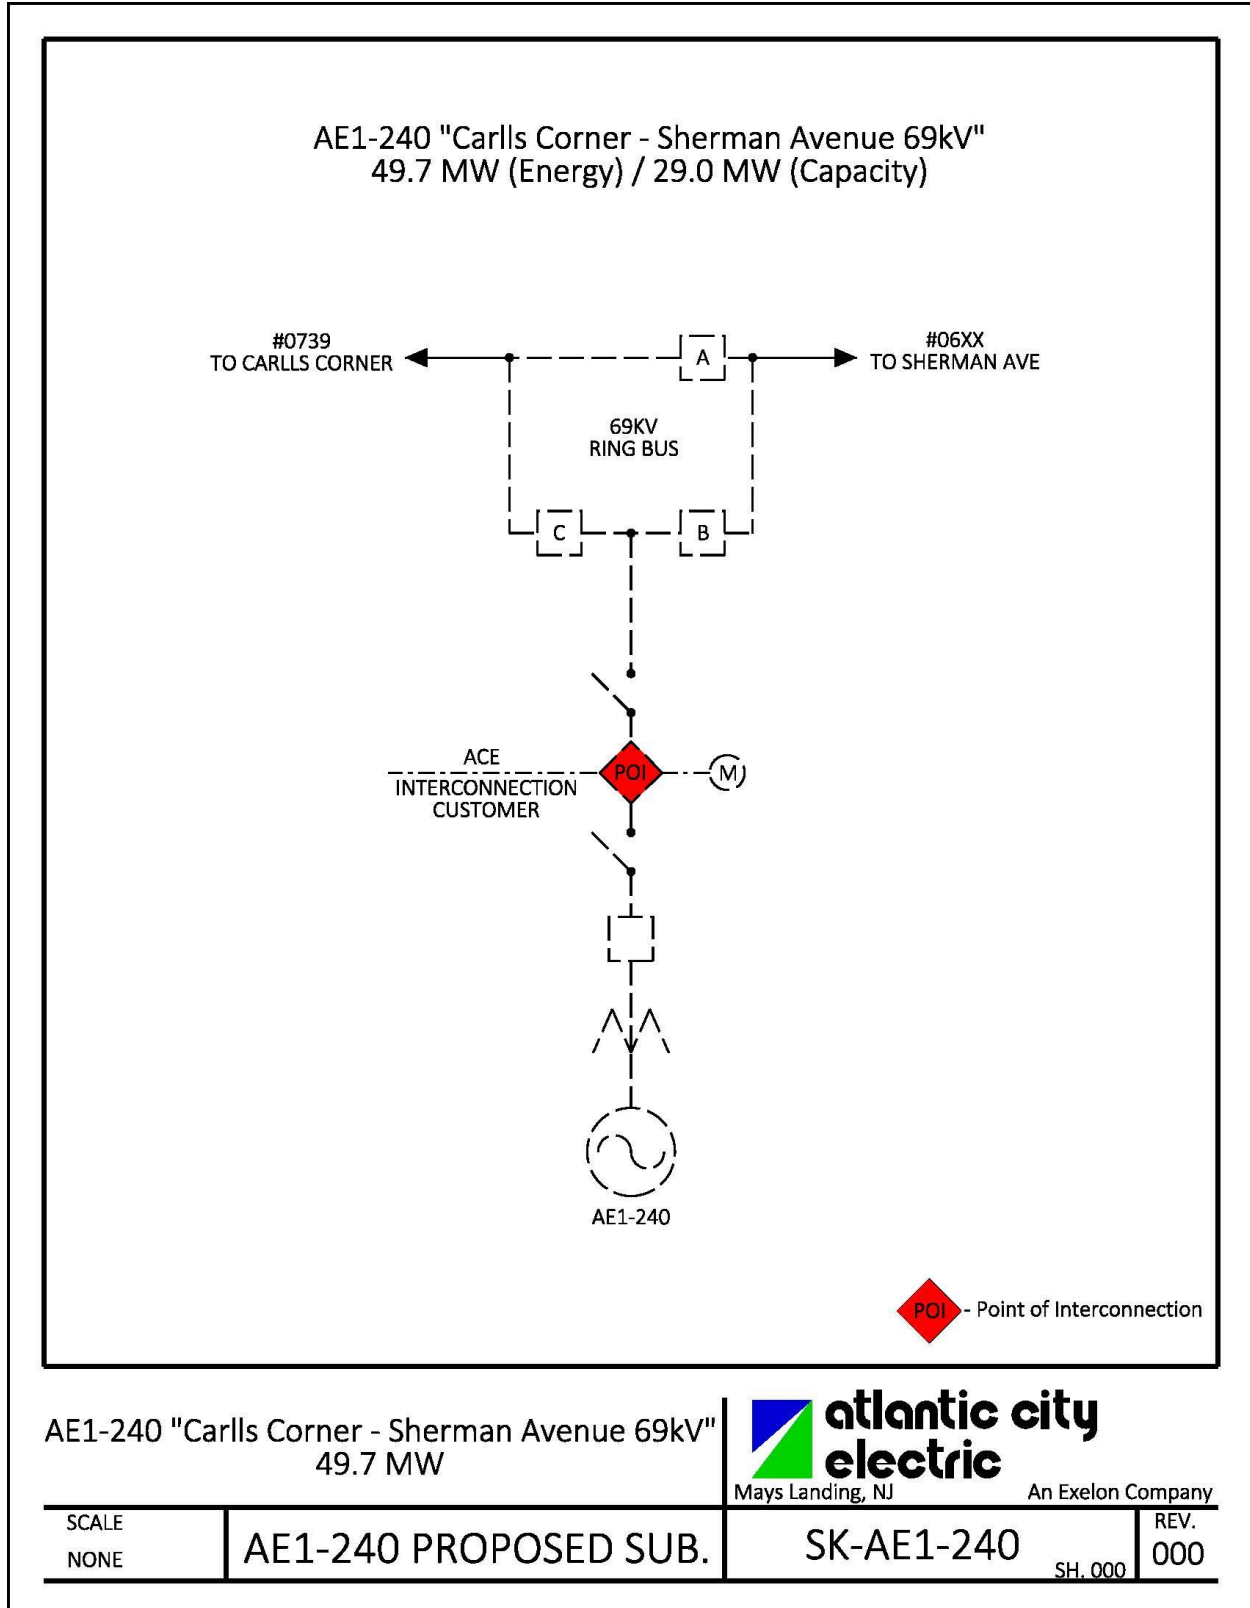 AE1-240 "Carlls Corner - Sherman Avenue 69kV"
49.7 MW (Energy) / 29.0 MW (Capacity)
#0739
TO CARLLS CORNER
A
#06XX
TO SHERMAN AVE
69KV
RING BUS
C
B
ACE
POI
M
INTERCONNECTION
CUSTOMER
AE1-240
POI - Point of Interconnection
AE1-240 "Carlls Corner - Sherman Avenue 69kV"
49.7 MW
atlantic city
electric
Mays Landing, NJ
An Exelon Company
SCALE
NONE
AE1-240 PROPOSED SUB.
SK-AE1-240
SH. 000
REV.
000